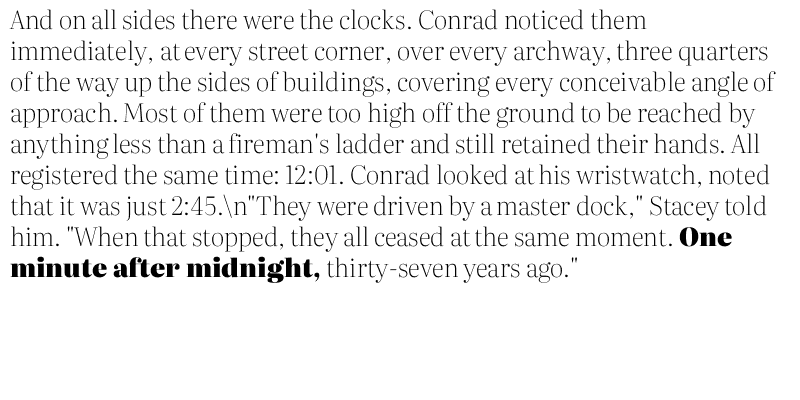 And on all sides there were the clocks. Conrad noticed them
immediately, at every street corner, over every archway, three quarters
of the way up the sides of buildings, covering every conceivable angle of
approach. Most of them were too high off the ground to be reached by
anything less than a fireman's ladder and still retained their hands. All
registered the same time: 12:01. Conrad looked at his wristwatch, noted
that it was just 2:45.\n"They were driven by a master dock," Stacey told
him. "When that stopped, they all ceased at the same moment. One
minute after midnight, thirty-seven years ago."